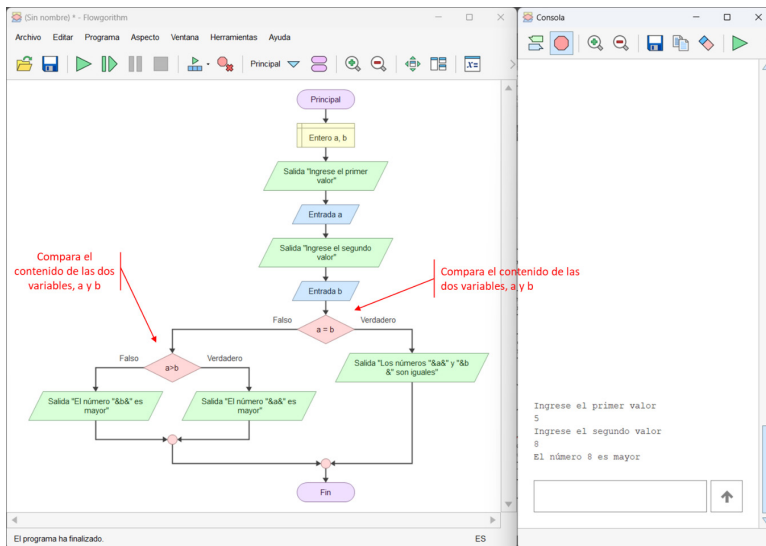 (Sin nombre) * - Flowgorithm
Archivo Editar Programa Aspecto Ventana Herramientas Ayuda
Principal
x=
Principal
Entero a, b
Salida "Ingrese el primer
valor"
Entrada a
Salida "Ingrese el segundo
valor"
Entrada b
Compara el
contenido de las dos
variables, a y b
Compara el contenido de las
dos variables, a y b
Falso
a = b
Verdadero
Falso
a>b
Verdadero
Salida "Los números "&a&" y "&b
&" son iguales"
Salida "El número "&b&" es
mayor"
Salida "El número "&a&" es
mayor"
Fin
El programa ha finalizado.
ES
Consola
Ingrese el primer valor
5
Ingrese el segundo valor
8
El número 8 es mayor